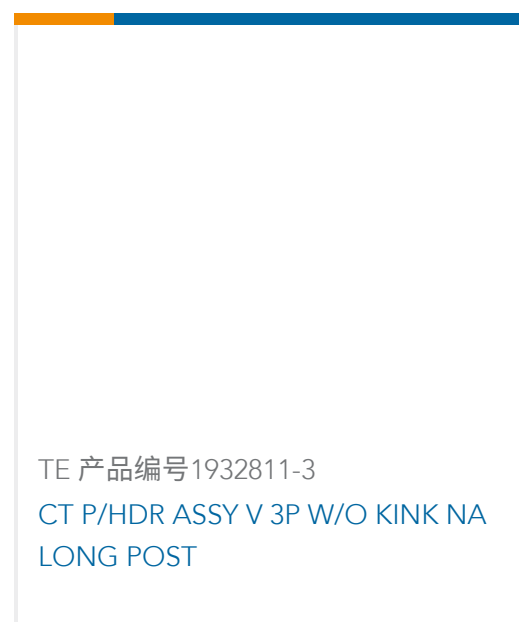 TE 产品编号1932811-3
CT P/HDR ASSY V 3P W/O KINK NA
LONG POST